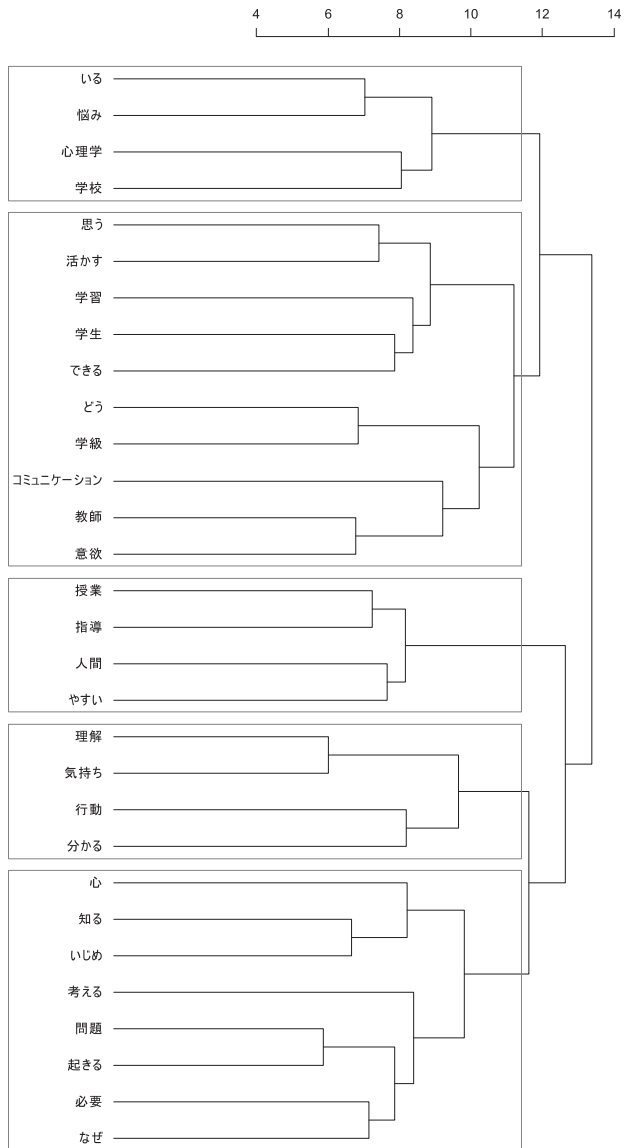 4 6 8 10 12 14
いる
悩み
心理学
学校
思う
活かす
学習
学生
できる
どう
学級
コミュニケーション
教師
意欲
授業
指導
人間
やすい
理解
気持ち
行動
分かる
心
知る
いじめ
考える
問題
起きる
必要
なぜ